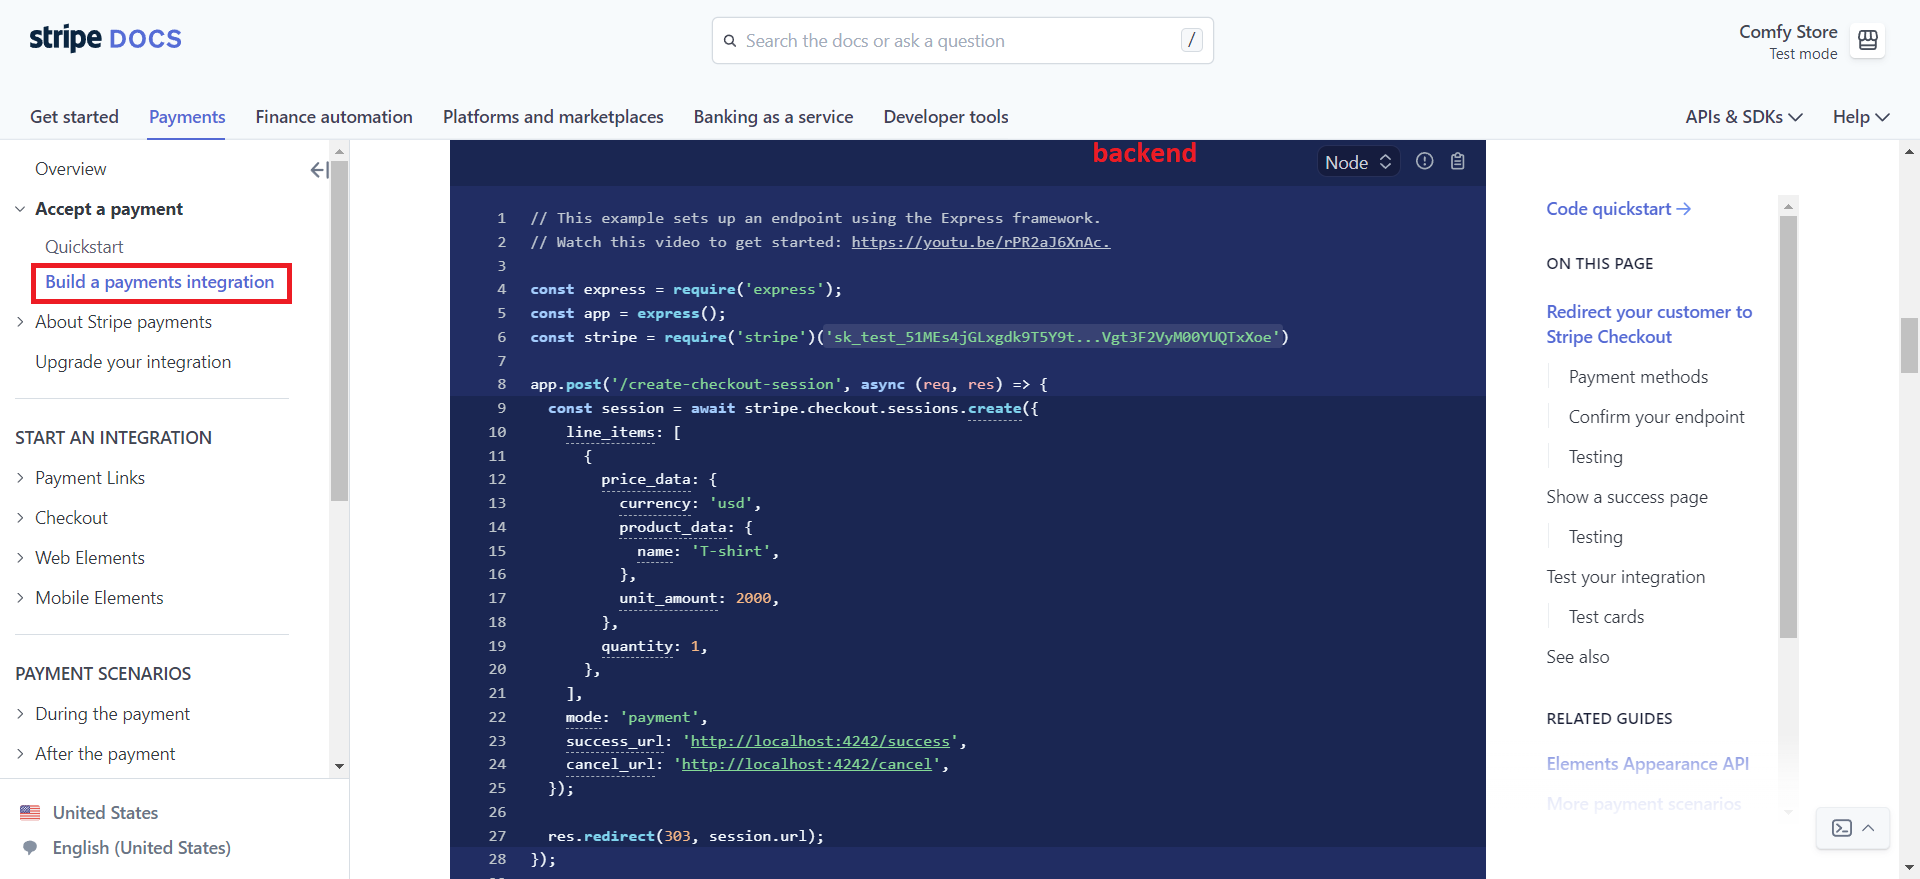 stripe DOCS
Search the docs or ask a question /
Comfy Store
Test mode
Get started Payments Finance automation Platforms and marketplaces Banking as a service Developer tools APIs & SDKs Help
Overview
Accept a payment
Quickstart
Build a payments integration
About Stripe payments
Upgrade your integration
START AN INTEGRATION
Payment Links
Checkout
Web Elements
Mobile Elements
PAYMENT SCENARIOS
During the payment
After the payment
United States
English (United States)
backend
Node
1 // This example sets up an endpoint using the Express framework.
2 // Watch this video to get started: https://youtu.be/rPR2aJ6XnAc.
3
4 const express = require('express');
5 const app = express();
6 const stripe = require('stripe')('sk_test_51MEs4jGLxgdk9T5Y9t...Vgt3F2VyM00YUQTxXoe')
7
8 app.post('/create-checkout-session', async (req, res) => {
9 const session = await stripe.checkout.sessions.create({
10 line_items: [
11 {
12 price_data: {
13 currency: 'usd',
14 product_data: {
15 name: 'T-shirt',
16 },
17 unit_amount: 2000,
18 },
19 quantity: 1,
20 },
21 ],
22 mode: 'payment',
23 success_url: 'http://localhost:4242/success',
24 cancel_url: 'http://localhost:4242/cancel',
25 });
26
27 res.redirect(303, session.url);
28 });
Code quickstart
ON THIS PAGE
Redirect your customer to
Stripe Checkout
Payment methods
Confirm your endpoint
Testing
Show a success page
Testing
Test your integration
Test cards
See also
RELATED GUIDES
Elements Appearance API
More payment scenarios